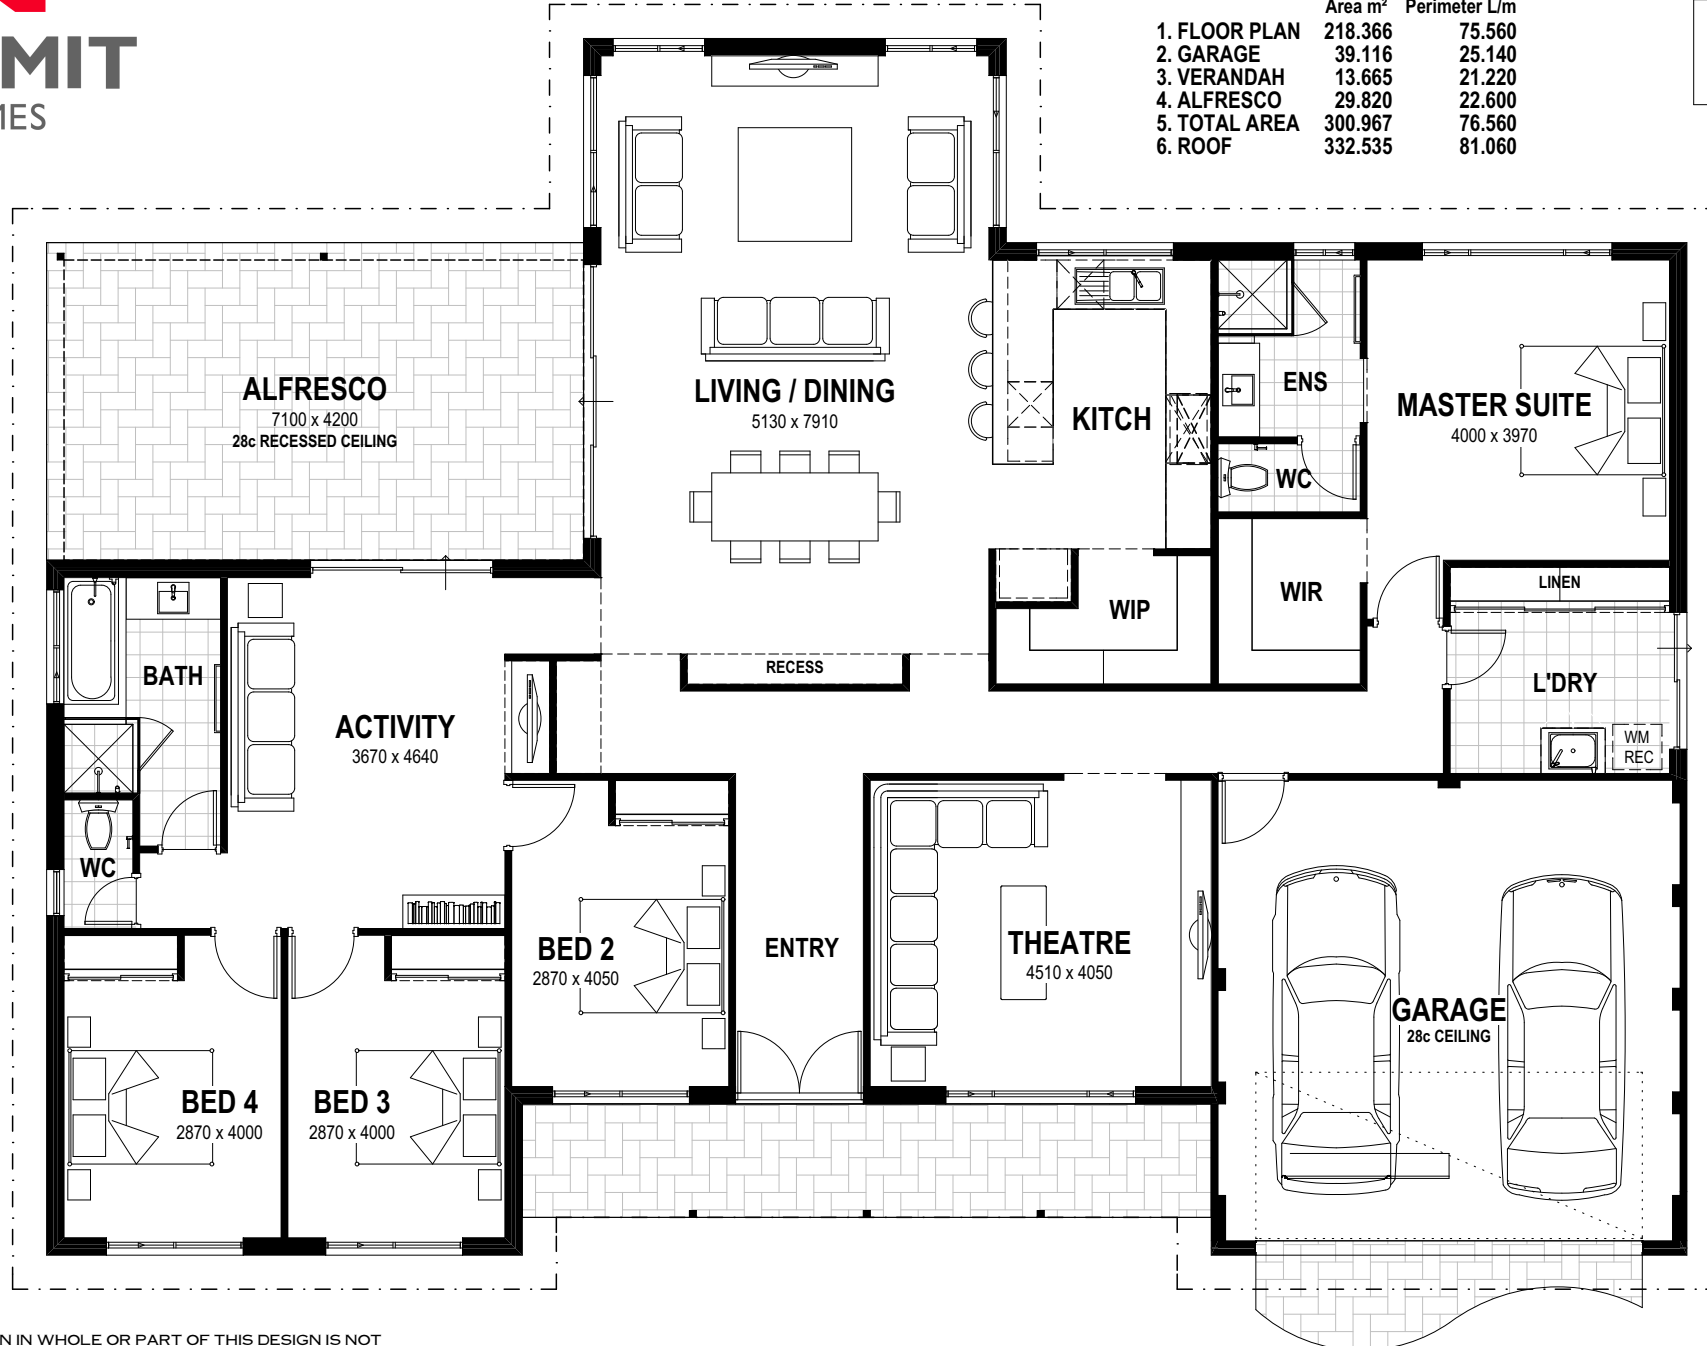 MIT
MES
Area m² Perimeter L/m
1. FLOOR PLAN 218.366 75.560
2. GARAGE 39.116 25.140
3. VERANDAH 13.665 21.220
4. ALFRESCO 29.820 22.600
5. TOTAL AREA 300.967 76.560
6. ROOF 332.535 81.060
ALFRESCO
7100 x 4200
28c RECESSED CEILING
LIVING / DINING
5130 x 7910
KITCH
ENS
WC
MASTER SUITE
4000 x 3970
WIP
WIR
LINEN
RECESS
L'DRY
WM
REC
BATH
ACTIVITY
3670 x 4640
WC
BED 2
2870 x 4050
ENTRY
THEATRE
4510 x 4050
GARAGE
28c CEILING
BED 4
2870 x 4000
BED 3
2870 x 4000
N IN WHOLE OR PART OF THIS DESIGN IS NOT